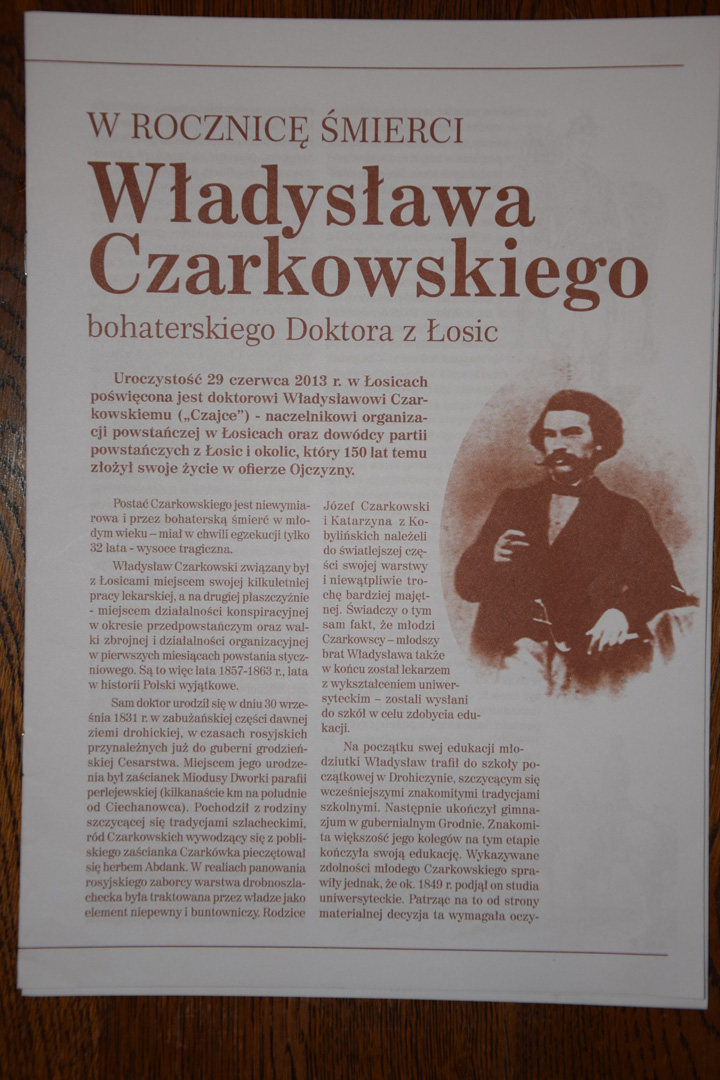 W ROCZNICĘ ŚMIERCI
Władysława
Czarkowskiego
bohaterskiego Doktora z Łosic
Uroczystość 29 czerwca 2013 r. w Łosicach
poświęcona jest doktorowi Władysławowi Czar-
kowskiemu („Czajce”) - naczelnikowi organiza-
cji powstańczej w Łosicach oraz dowódcy partii
powstańczych z Łosic i okolic, który 150 lat temu
złożył swoje życie w ofierze Ojczyzny.
Postać Czarkowskiego jest niewymia-
rowa i przez bohaterską śmierć w mło-
dym wieku – miał w chwili egzekucji tylko
32 lata - wysoce tragiczna.
Władysław Czarkowski związany był
z Łosicami miejscem swojej kilkuletniej
pracy lekarskiej, a na drugiej płaszczyźnie
- miejscem działalności konspiracyjnej
w okresie przedpowstańczym oraz wal-
ki zbrojnej i działalności organizacyjnej
w pierwszych miesiącach powstania stycz-
niowego. Są to więc lata 1857-1863 r., lata
w historii Polski wyjątkowe.
Sam doktor urodził się w dniu 30 wrze-
śnia 1831 r. w zabużańskiej części dawnej
ziemi drohickiej, w czasach rosyjskich
przynależnych już do guberni grodzień-
skiej Cesarstwa. Miejscem jego urodze-
nia był zaścianek Miodusy Dworki parafii
perlejewskiej (kilkanaście km na południe
od Ciechanowca). Pochodził z rodziny
szczycącej się tradycjami szlacheckimi,
ród Czarkowskich wywodzący się z pobli-
skiego zaścianka Czarkówka pieczętował
się herbem Abdank. W realiach panowania
rosyjskiego zaborcy warstwa drobnoszla-
checka była traktowana przez władze jako
element niepewny i buntowniczy. Rodzice
Józef Czarkowski
i Katarzyna z Ko-
bylińskich należeli
do światlejszej czę-
ści swojej warstwy
i niewątpliwie tro-
chę bardziej majęt-
nej. Świadczy o tym
sam fakt, że młodzi
Czarkowscy – młodszy
brat Władysława także
w końcu został lekarzem
z wykształceniem uniwer-
syteckim – zostali wysłani
do szkół w celu zdobycia edu-
kacji.
Na początku swej edukacji mło-
dziutki Władysław trafił do szkoły po-
czątkowej w Drohiczynie, szczycącym się
wcześniejszymi znakomitymi tradycjami
szkolnymi. Następnie ukończył gimna-
zjum w gubernialnym Grodnie. Znakomi-
ta większość jego kolegów na tym etapie
kończyła swoją edukację. Wykazywane
zdolności młodego Czarkowskiego spra-
wiły jednak, że ok. 1849 r. podjął on studia
uniwersyteckie. Patrząc na to od strony
materialnej decyzja ta wymagała oczy-